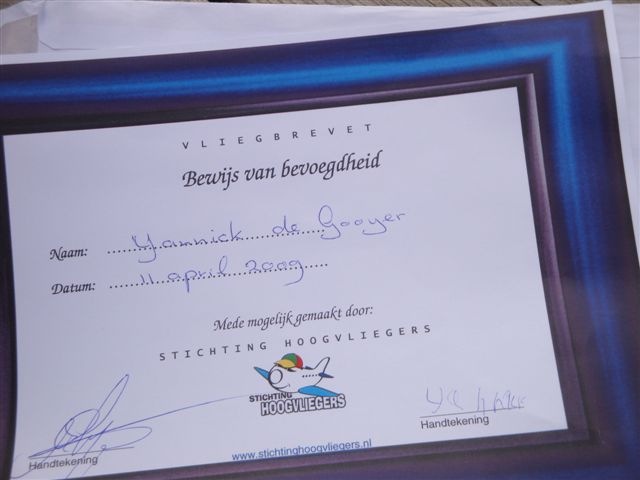 VLIEGBREVET
Bewijs van bevoegdheid
Naam: Yannick de Gooyer
Datum: 11 april 2009
Mede mogelijk gemaakt door:
STICHTING HOOGVLIEGERS
STICHTING
HOOGVLIEGERS
Handtekening
Handtekening
www.stichtinghoogvliegers.nl